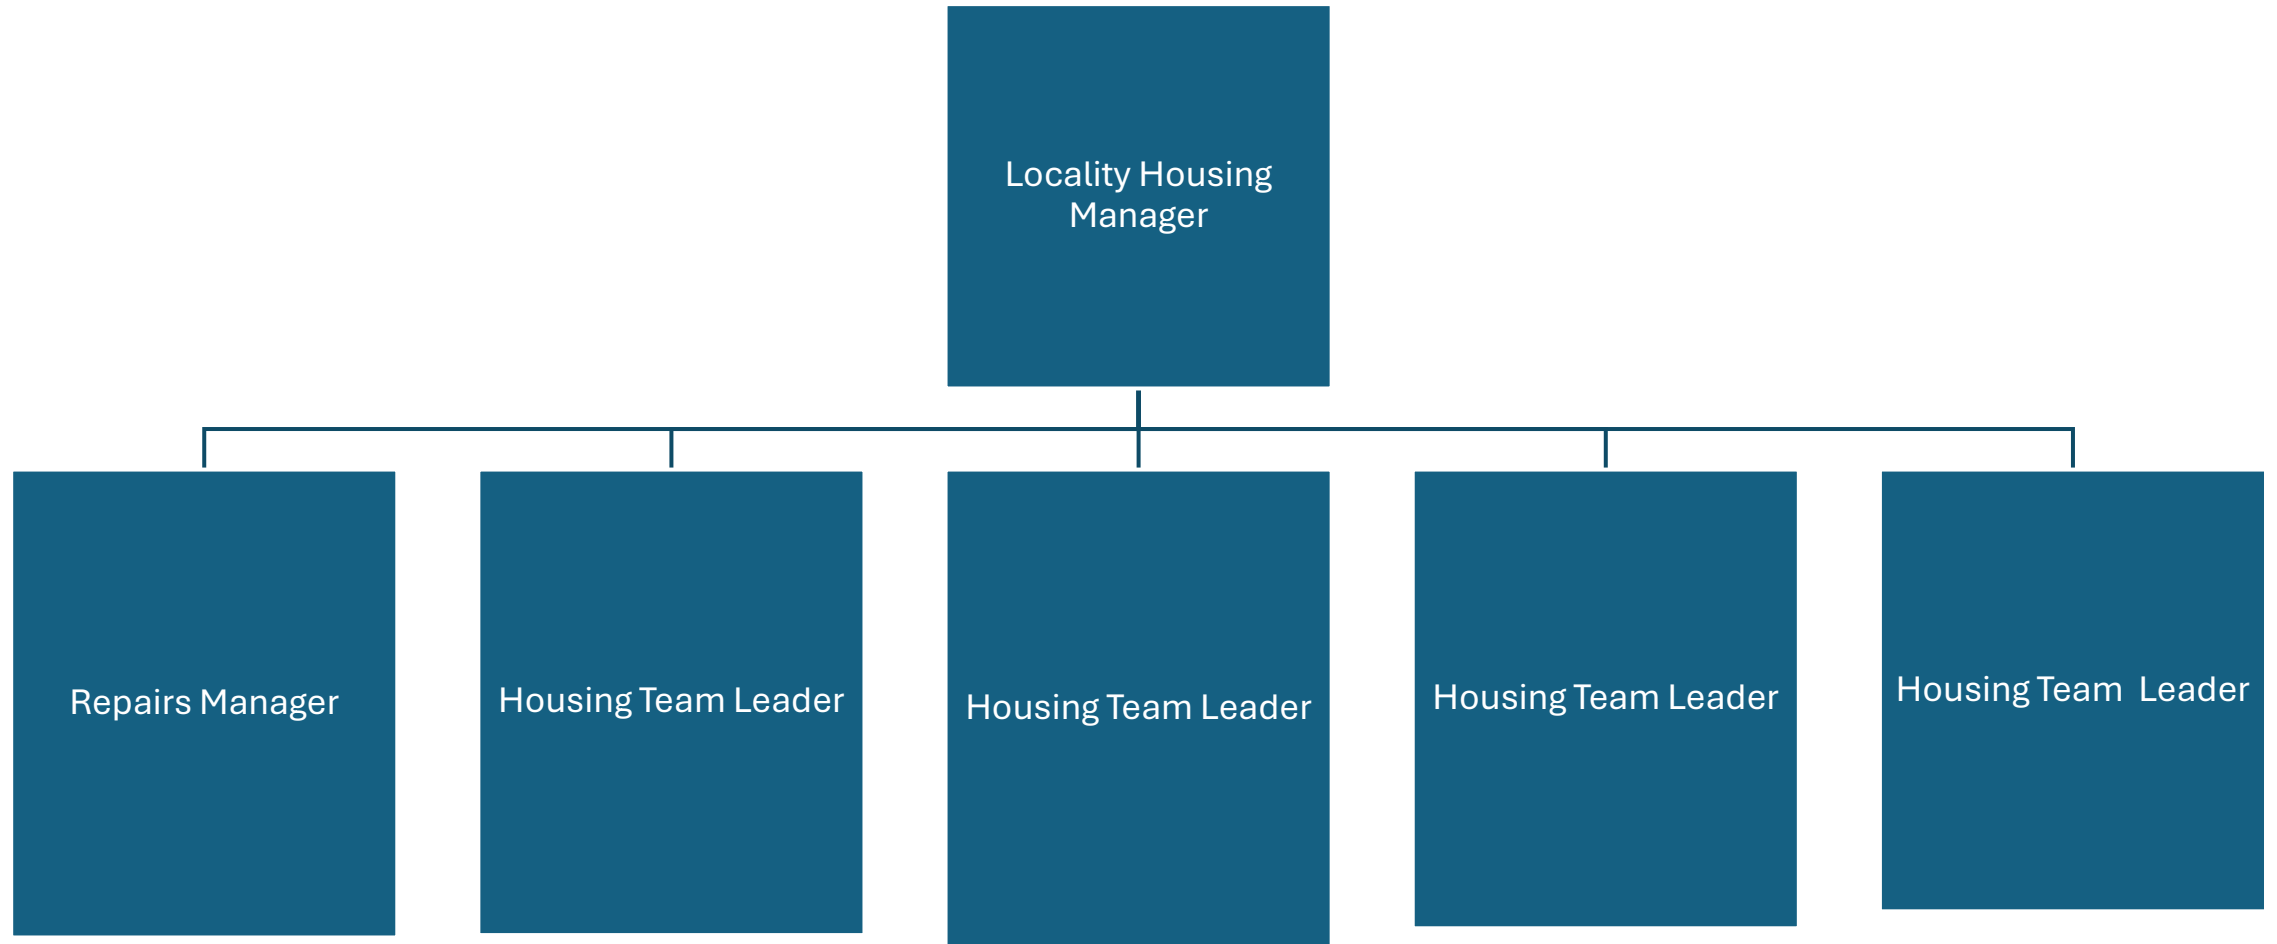 Locality Housing
Manager
Repairs Manager
Housing Team Leader
Housing Team Leader
Housing Team Leader
Housing Team  Leader